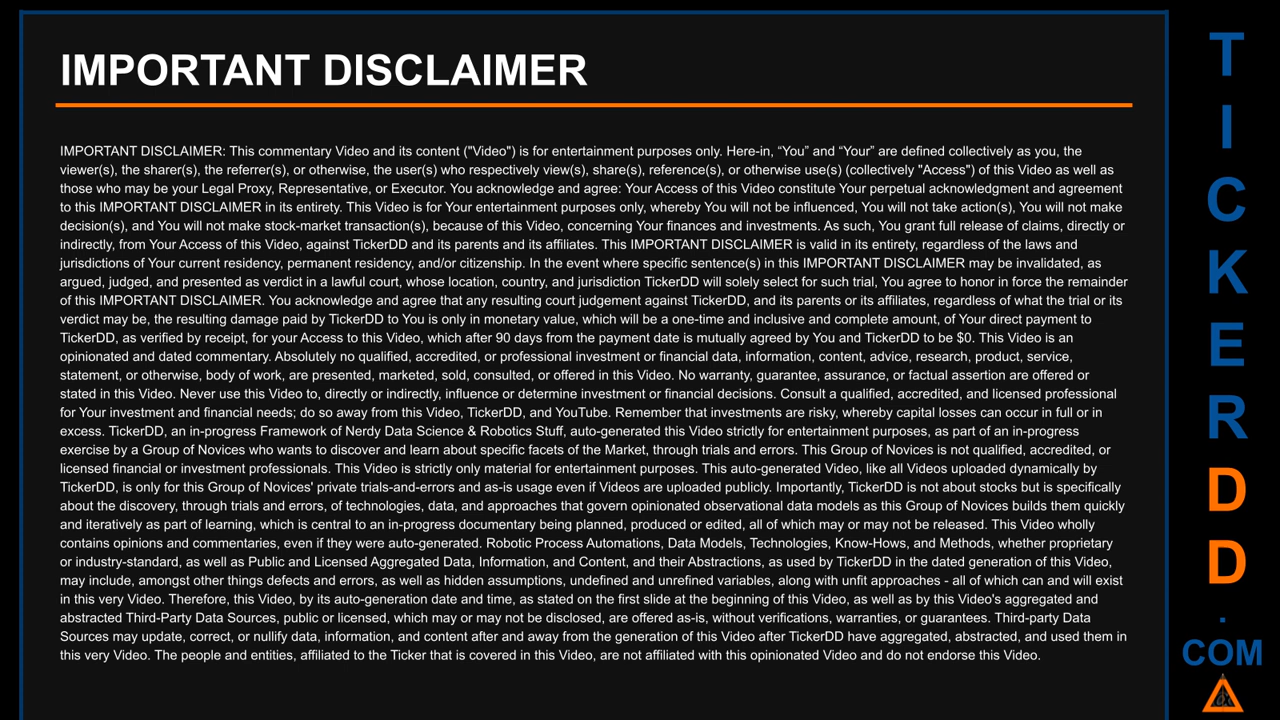 IMPORTANT DISCLAIMER
IMPORTANT DISCLAIMER: This commentary Video and its content ("Video") is for entertainment purposes only. Here-in, “You” and “Your” are defined collectively as you, the
viewer(s), the sharer(s), the referrer(s), or otherwise, the user(s) who respectively view(s), share(s), reference(s), or otherwise use(s) (collectively "Access") of this Video as well as
those who may be your Legal Proxy, Representative, or Executor. You acknowledge and agree: Your Access of this Video constitute Your perpetual acknowledgment and agreement
to this IMPORTANT DISCLAIMER in its entirety. This Video is for Your entertainment purposes only, whereby You will not be influenced, You will not take action(s), You will not make
decision(s), and You will not make stock-market transaction(s), because of this Video, concerning Your finances and investments. As such, You grant full release of claims, directly or
indirectly, from Your Access of this Video, against TickerDD and its parents and its affiliates. This IMPORTANT DISCLAIMER is valid in its entirety, regardless of the laws and
jurisdictions of Your current residency, permanent residency, and/or citizenship. In the event where specific sentence(s) in this IMPORTANT DISCLAIMER may be invalidated, as
argued, judged, and presented as verdict in a lawful court, whose location, country, and jurisdiction TickerDD will solely select for such trial, You agree to honor in force the remainder
of this IMPORTANT DISCLAIMER. You acknowledge and agree that any resulting court judgement against TickerDD, and its parents or its affiliates, regardless of what the trial or its
verdict may be, the resulting damage paid by TickerDD to You is only in monetary value, which will be a one-time and inclusive and complete amount, of Your direct payment to
TickerDD, as verified by receipt, for your Access to this Video, which after 90 days from the payment date is mutually agreed by You and TickerDD to be $0. This Video is an
opinionated and dated commentary. Absolutely no qualified, accredited, or professional investment or financial data, information, content, advice, research, product, service,
statement, or otherwise, body of work, are presented, marketed, sold, consulted, or offered in this Video. No warranty, guarantee, assurance, or factual assertion are offered or
stated in this Video. Never use this Video to, directly or indirectly, influence or determine investment or financial decisions. Consult a qualified, accredited, and licensed professional
for Your investment and financial needs; do so away from this Video, TickerDD, and YouTube. Remember that investments are risky, whereby capital losses can occur in full or in
excess. TickerDD, an in-progress Framework of Nerdy Data Science & Robotics Stuff, auto-generated this Video strictly for entertainment purposes, as part of an in-progress
exercise by a Group of Novices who wants to discover and learn about specific facets of the Market, through trials and errors. This Group of Novices is not qualified, accredited, or
licensed financial or investment professionals. This Video is strictly only material for entertainment purposes. This auto-generated Video, like all Videos uploaded dynamically by
TickerDD, is only for this Group of Novices' private trials-and-errors and as-is usage even if Videos are uploaded publicly. Importantly, TickerDD is not about stocks but is specifically
about the discovery, through trials and errors, of technologies, data, and approaches that govern opinionated observational data models as this Group of Novices builds them quickly
and iteratively as part of learning, which is central to an in-progress documentary being planned, produced or edited, all of which may or may not be released. This Video wholly
contains opinions and commentaries, even if they were auto-generated. Robotic Process Automations, Data Models, Technologies, Know-Hows, and Methods, whether proprietary
or industry-standard, as well as Public and Licensed Aggregated Data, Information, and Content, and their Abstractions, as used by TickerDD in the dated generation of this Video,
may include, amongst other things defects and errors, as well as hidden assumptions, undefined and unrefined variables, along with unfit approaches - all of which can and will exist
in this very Video. Therefore, this Video, by its auto-generation date and time, as stated on the first slide at the beginning of this Video, as well as by this Video's aggregated and
abstracted Third-Party Data Sources, public or licensed, which may or may not be disclosed, are offered as-is, without verifications, warranties, or guarantees. Third-party Data
Sources may update, correct, or nullify data, information, and content after and away from the generation of this Video after TickerDD have aggregated, abstracted, and used them in
this very Video. The people and entities, affiliated to the Ticker that is covered in this Video, are not affiliated with this opinionated Video and do not endorse this Video.
T
I
C
K
E
R
D
D
.
COM